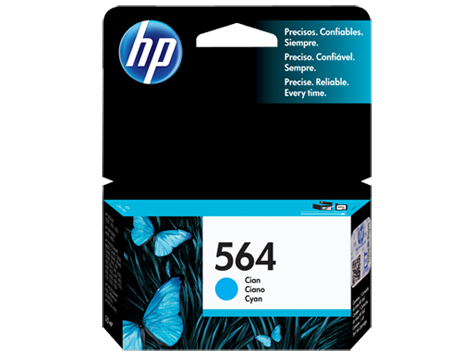 hp
Precisos. Confiables.
Siempre.
Preciso. Confiável.
Sempre.
Precise. Reliable.
Every time.
564
Cian
Ciano
Cyan